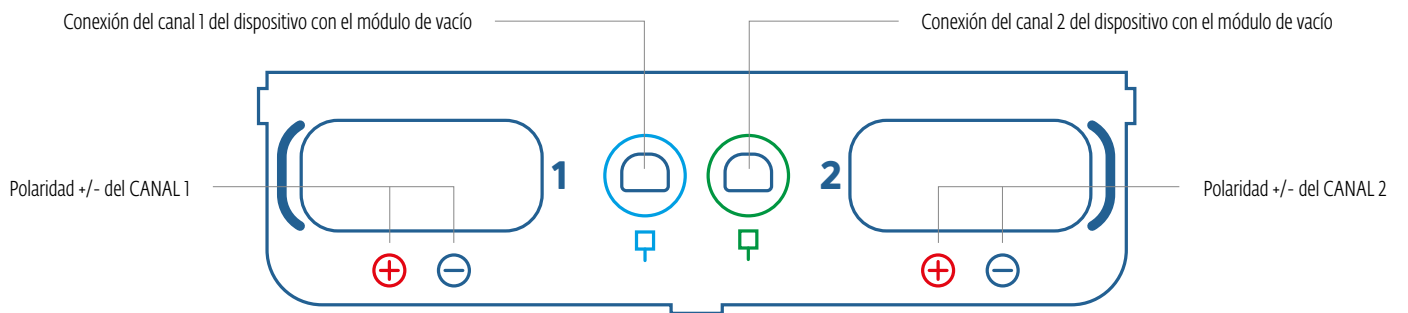 Conexión del canal 1 del dispositivo con el módulo de vacío
Conexión del canal 2 del dispositivo con el módulo de vacío
1
2
Polaridad +/- del CANAL 1
Polaridad +/- del CANAL 2
+ −
+ −